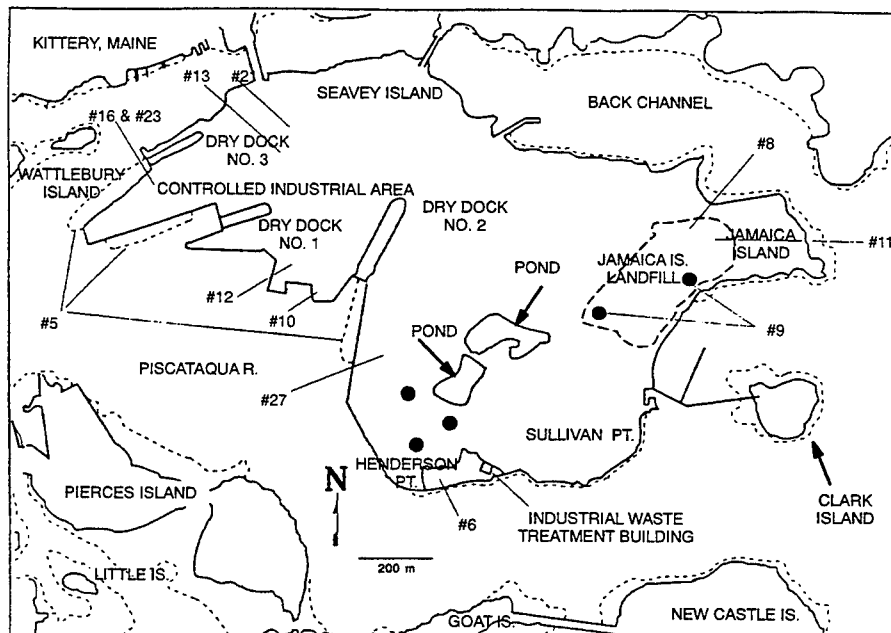 KITTERY, MAINE
#13
#21
SEAVEY ISLAND
#16 & #23
BACK CHANNEL
#8
DRY DOCK
NO. 3
WATTLEBURY
ISLAND
CONTROLLED INDUSTRIAL AREA
DRY DOCK
NO. 2
DRY DOCK
NO. 1
JAMAICA
ISLAND
#11
JAMAICA IS.
LANDFILL
POND
#12
#10
#5
#9
POND
PISCATAQUA R.
#27
SULLIVAN PT.
HENDERSON
PT.
N
PIERCES ISLAND
#6
INDUSTRIAL WASTE
TREATMENT BUILDING
CLARK
ISLAND
200 m
LITTLE IS.
GOAT IS.
NEW CASTLE IS.